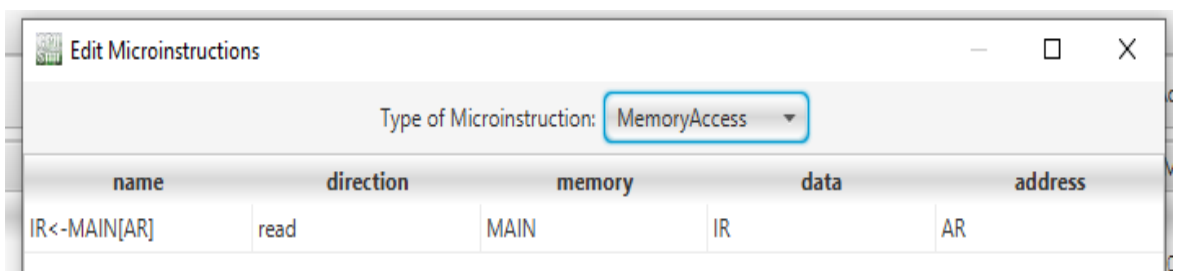 Edit Microinstructions
Type of Microinstruction: MemoryAccess
name direction memory data address
IR<-MAIN[AR] read MAIN IR AR